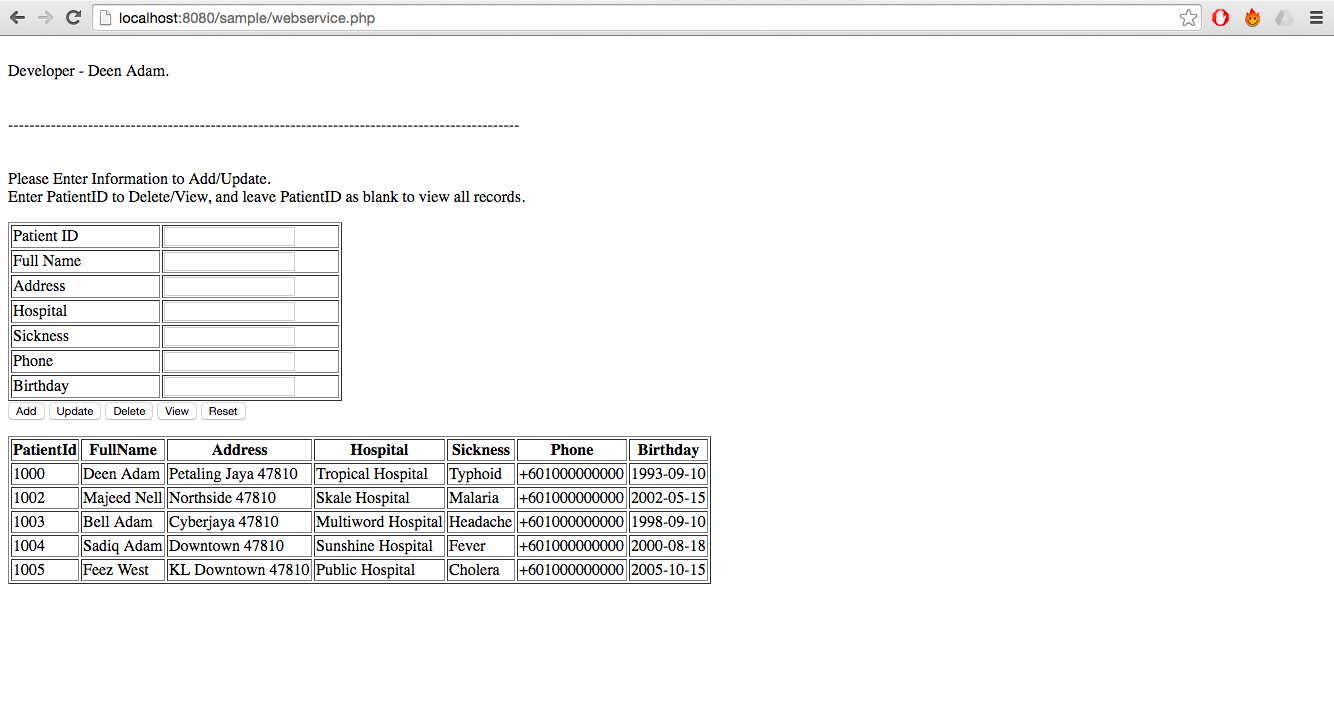 localhost:8080/sample/webservice.php
Developer - Deen Adam.
------------------------------------------------------------------------------------------------
Please Enter Information to Add/Update.
Enter PatientID to Delete/View, and leave PatientID as blank to view all records.
Patient ID
Full Name
Address
Hospital
Sickness
Phone
Birthday
Add Update Delete View Reset
PatientId FullName Address Hospital Sickness Phone Birthday
1000 Deen Adam Petaling Jaya 47810 Tropical Hospital Typhoid +601000000000 1993-09-10
1002 Majeed Nell Northside 47810 Skale Hospital Malaria +601000000000 2002-05-15
1003 Bell Adam Cyberjaya 47810 Multiword Hospital Headache +601000000000 1998-09-10
1004 Sadiq Adam Downtown 47810 Sunshine Hospital Fever +601000000000 2000-08-18
1005 Feez West KL Downtown 47810 Public Hospital Cholera +601000000000 2005-10-15